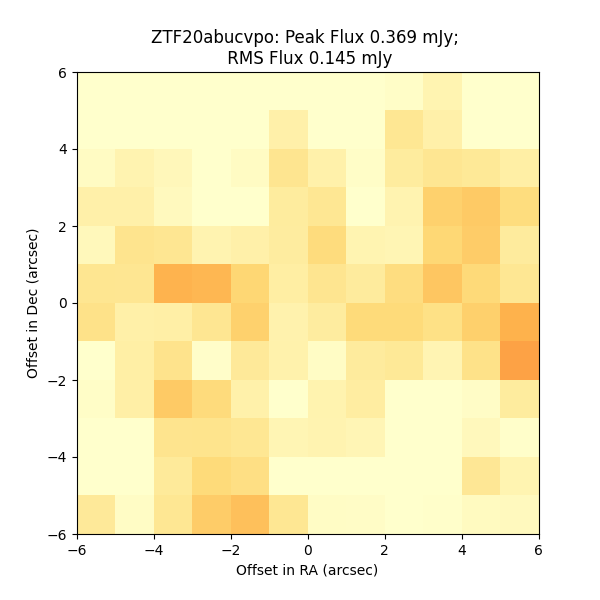 ZTF20abucvpo: Peak Flux 0.369 mJy;
RMS Flux 0.145 mJy
6
4
2
0
−2
−4
−6
Offset in Dec (arcsec)
−6 −4 −2 0 2 4 6
Offset in RA (arcsec)